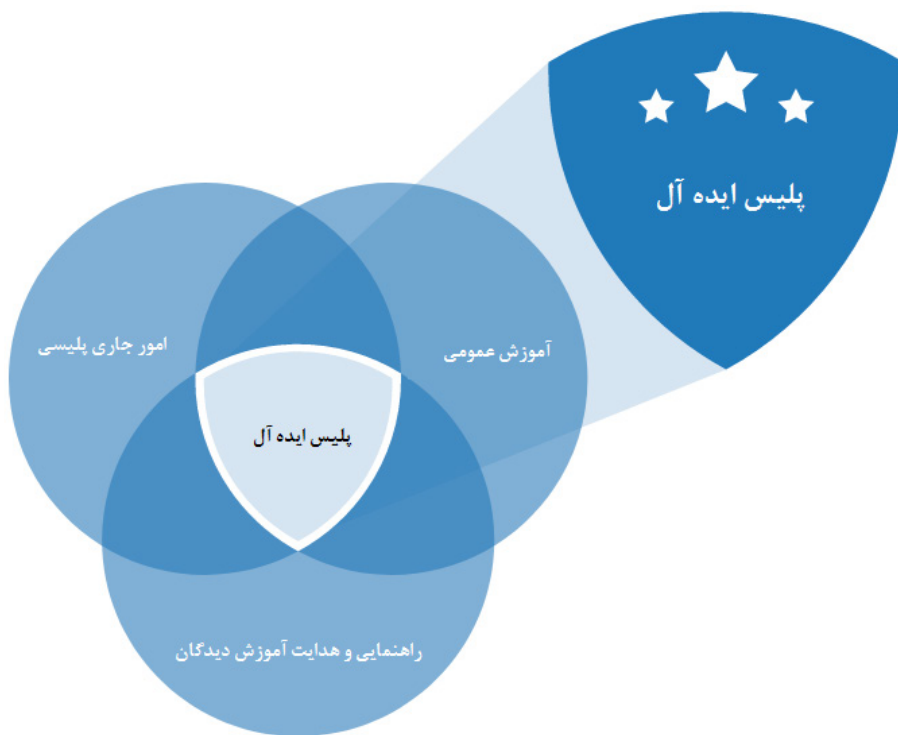 پلیس ایده آل
آموزش عمومی
امور جاری پلیسی
پلیس ایده آل
راهنمایی و هدایت آموزش دیدگان